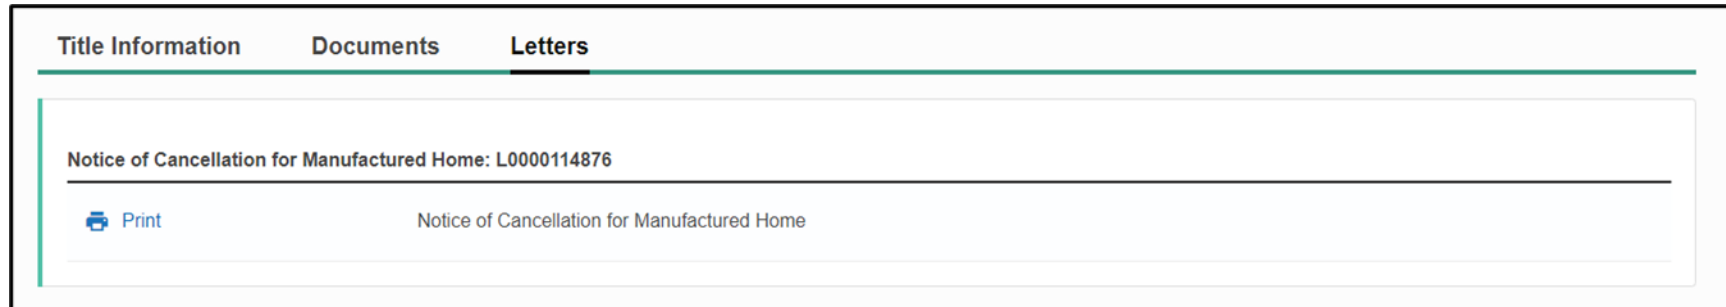 Title Information Documents Letters
Notice of Cancellation for Manufactured Home: L0000114876
Print Notice of Cancellation for Manufactured Home